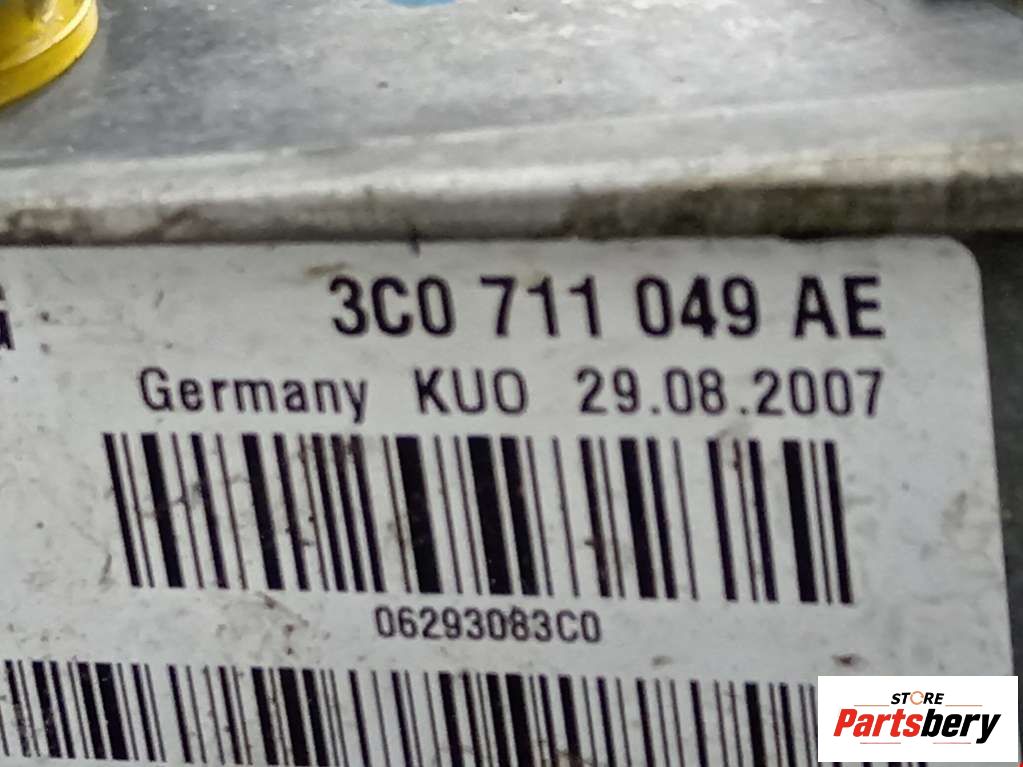 G 3C0 711 049 AE
Germany KUO 29.08.2007
06293083C0
STORE
Partsbery